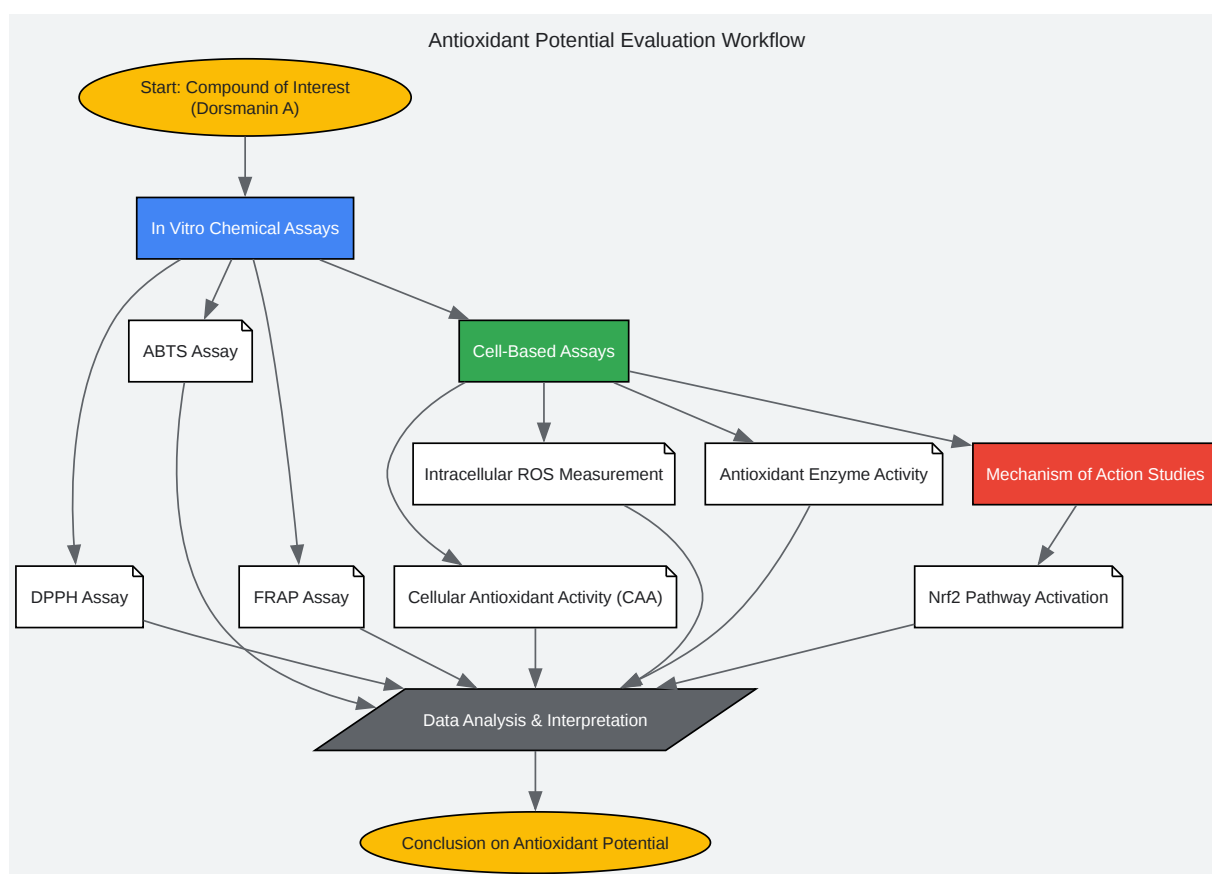 Antioxidant Potential Evaluation Workflow
Start: Compound of Interest
(Dorsmanin A)
In Vitro Chemical Assays
ABTS Assay
Cell-Based Assays
Intracellular ROS Measurement
Antioxidant Enzyme Activity
Mechanism of Action Studies
DPPH Assay
FRAP Assay
Cellular Antioxidant Activity (CAA)
Nrf2 Pathway Activation
Data Analysis & Interpretation
Conclusion on Antioxidant Potential